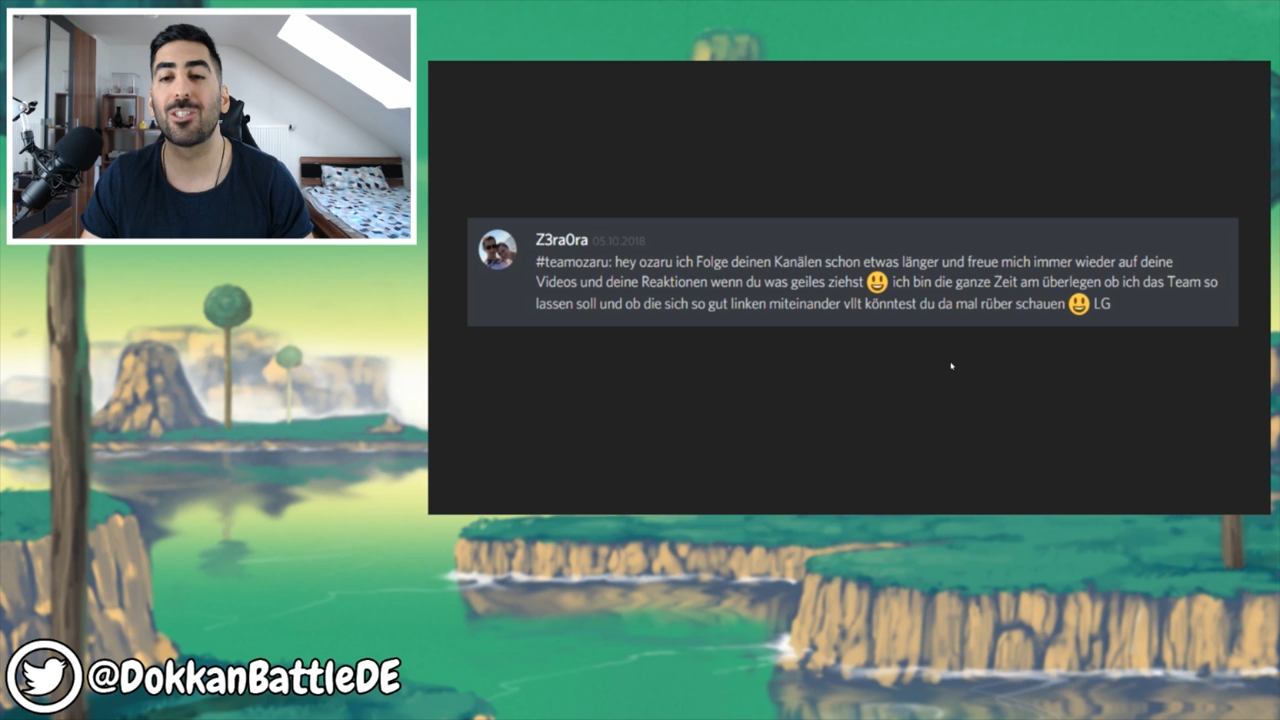 Z3ra0ra 05.10.2018
#teamozaru: hey ozaru ich Folge deinen Kanälen schon etwas länger und freue mich immer wieder auf deine
Videos und deine Reaktionen wenn du was geiles ziehst 😃 ich bin die ganze Zeit am überlegen ob ich das Team so
lassen soll und ob die sich so gut linken miteinander vllt könntest du da mal rüber schauen 😃 LG
@DokkanBattleDE